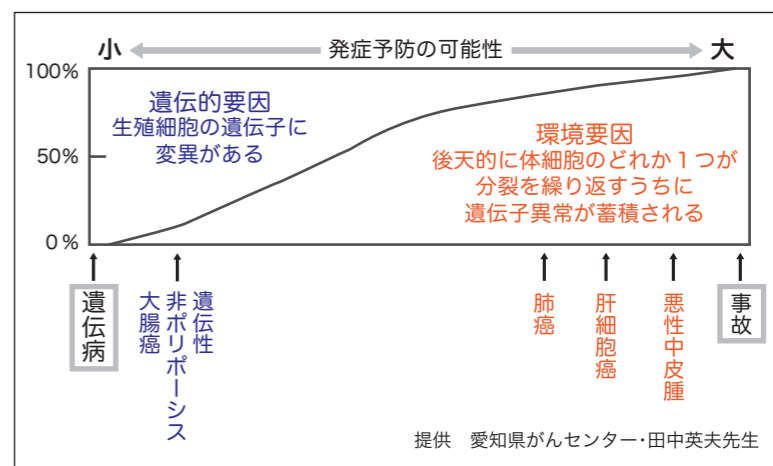 小 発症予防の可能性 大
100%
50%
0%
遺伝的要因
生殖細胞の遺伝子に
変異がある
環境要因
後天的に体細胞のどれか1つが
分裂を繰り返すうちに
遺伝子異常が蓄積される
遺伝病
遺伝性
非ポリポーシス
大腸癌
肺癌
肝細胞癌
悪性中皮腫
事故
提供 愛知県がんセンター・田中英夫先生